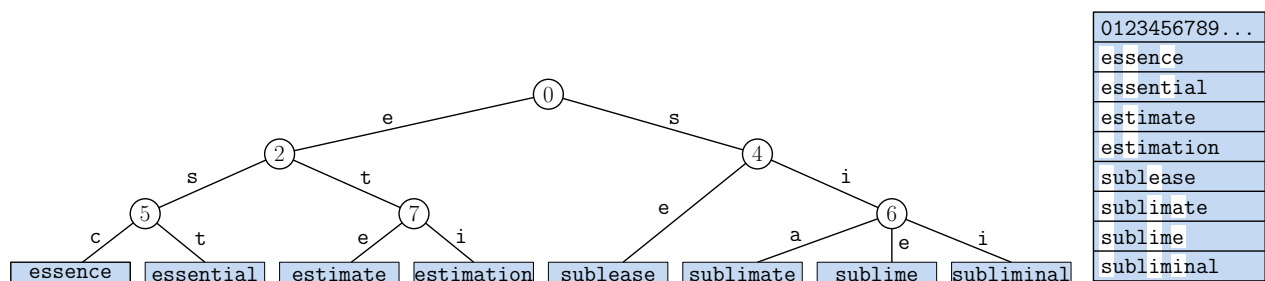 0
e s
2 4
s t e i
5 7 6
c t e i a e i
essence essential estimate estimation sublease sublimate sublime subliminal
0123456789...
essence
essential
estimate
estimation
sublease
sublimate
sublime
subliminal